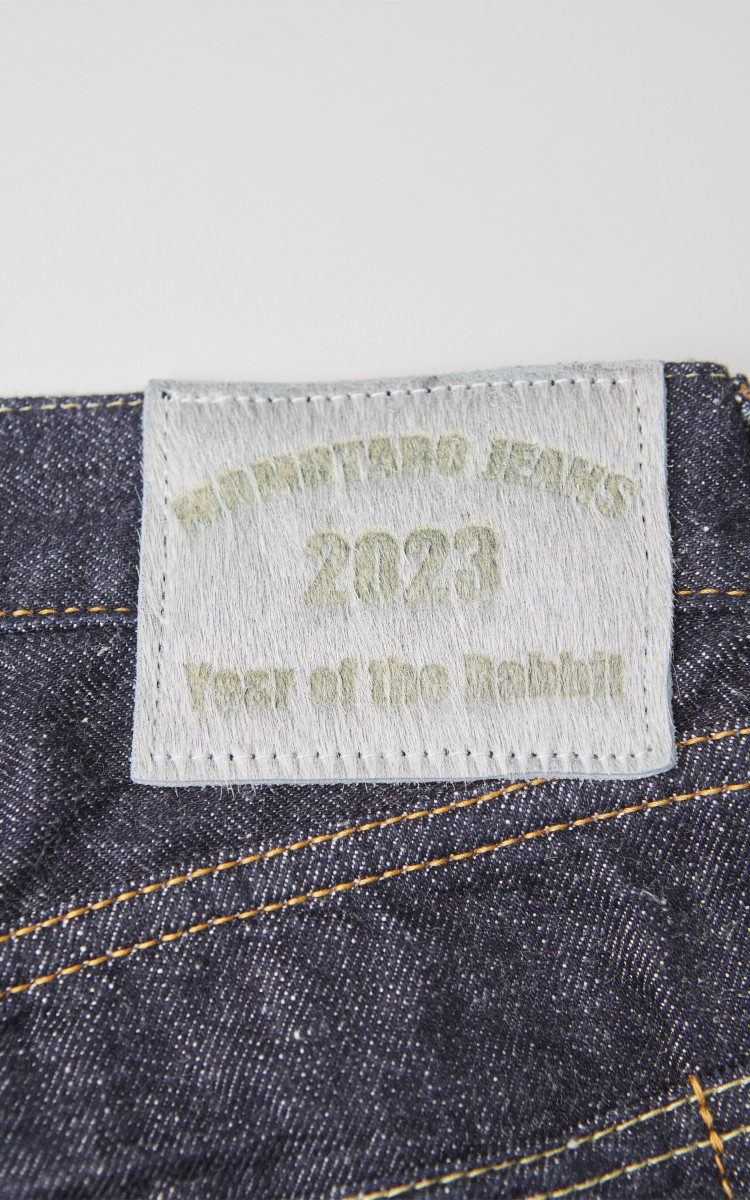 MOMOTARO JEANS
2023
Year of the Rabbit